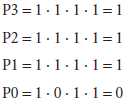 P3 = 1 · 1 · 1 · 1 = 1
P2 = 1 · 1 · 1 · 1 = 1
P1 = 1 · 1 · 1 · 1 = 1
P0 = 1 · 0 · 1 · 1 = 0